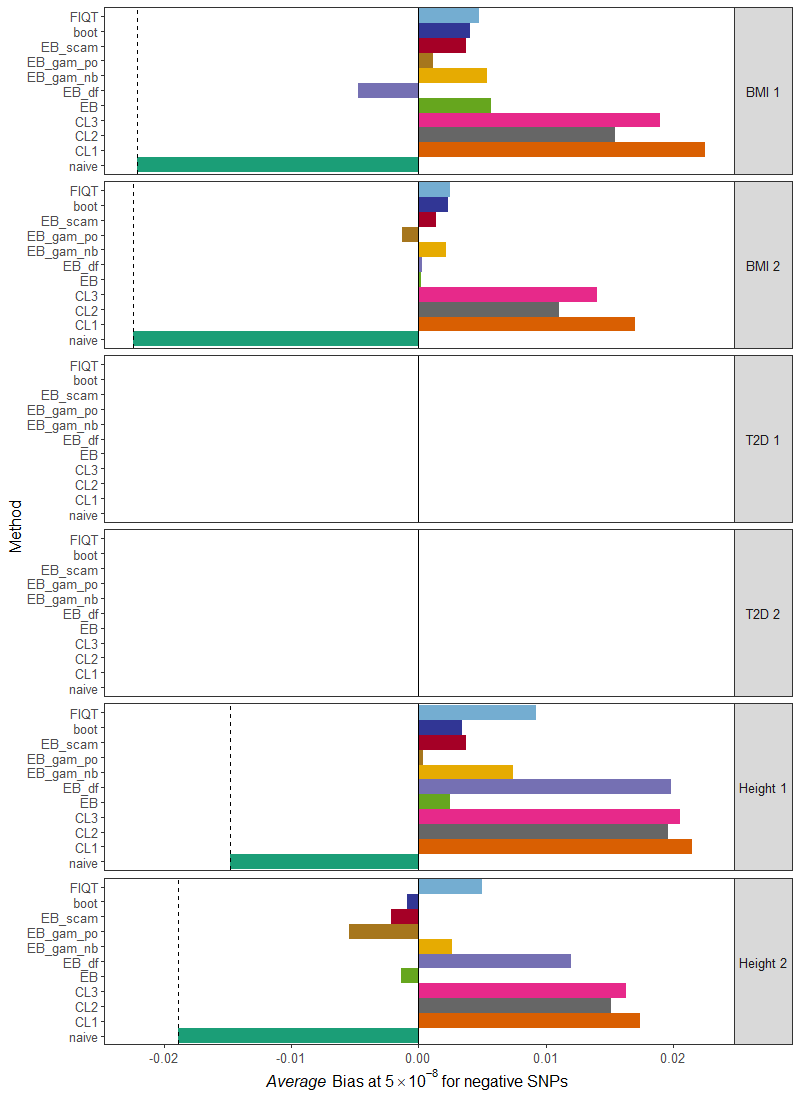 Method
FIQT
boot
EB_scam
EB_gam_po
EB_gam_nb
EB_df
EB
CL3
CL2
CL1
naive
BMI 1
FIQT
boot
EB_scam
EB_gam_po
EB_gam_nb
EB_df
EB
CL3
CL2
CL1
naive
BMI 2
FIQT
boot
EB_scam
EB_gam_po
EB_gam_nb
EB_df
EB
CL3
CL2
CL1
naive
T2D 1
FIQT
boot
EB_scam
EB_gam_po
EB_gam_nb
EB_df
EB
CL3
CL2
CL1
naive
T2D 2
FIQT
boot
EB_scam
EB_gam_po
EB_gam_nb
EB_df
EB
CL3
CL2
CL1
naive
Height 1
FIQT
boot
EB_scam
EB_gam_po
EB_gam_nb
EB_df
EB
CL3
CL2
CL1
naive
Height 2
-0.02 -0.01 0.00 0.01 0.02
Average Bias at 5×10⁻⁸ for negative SNPs